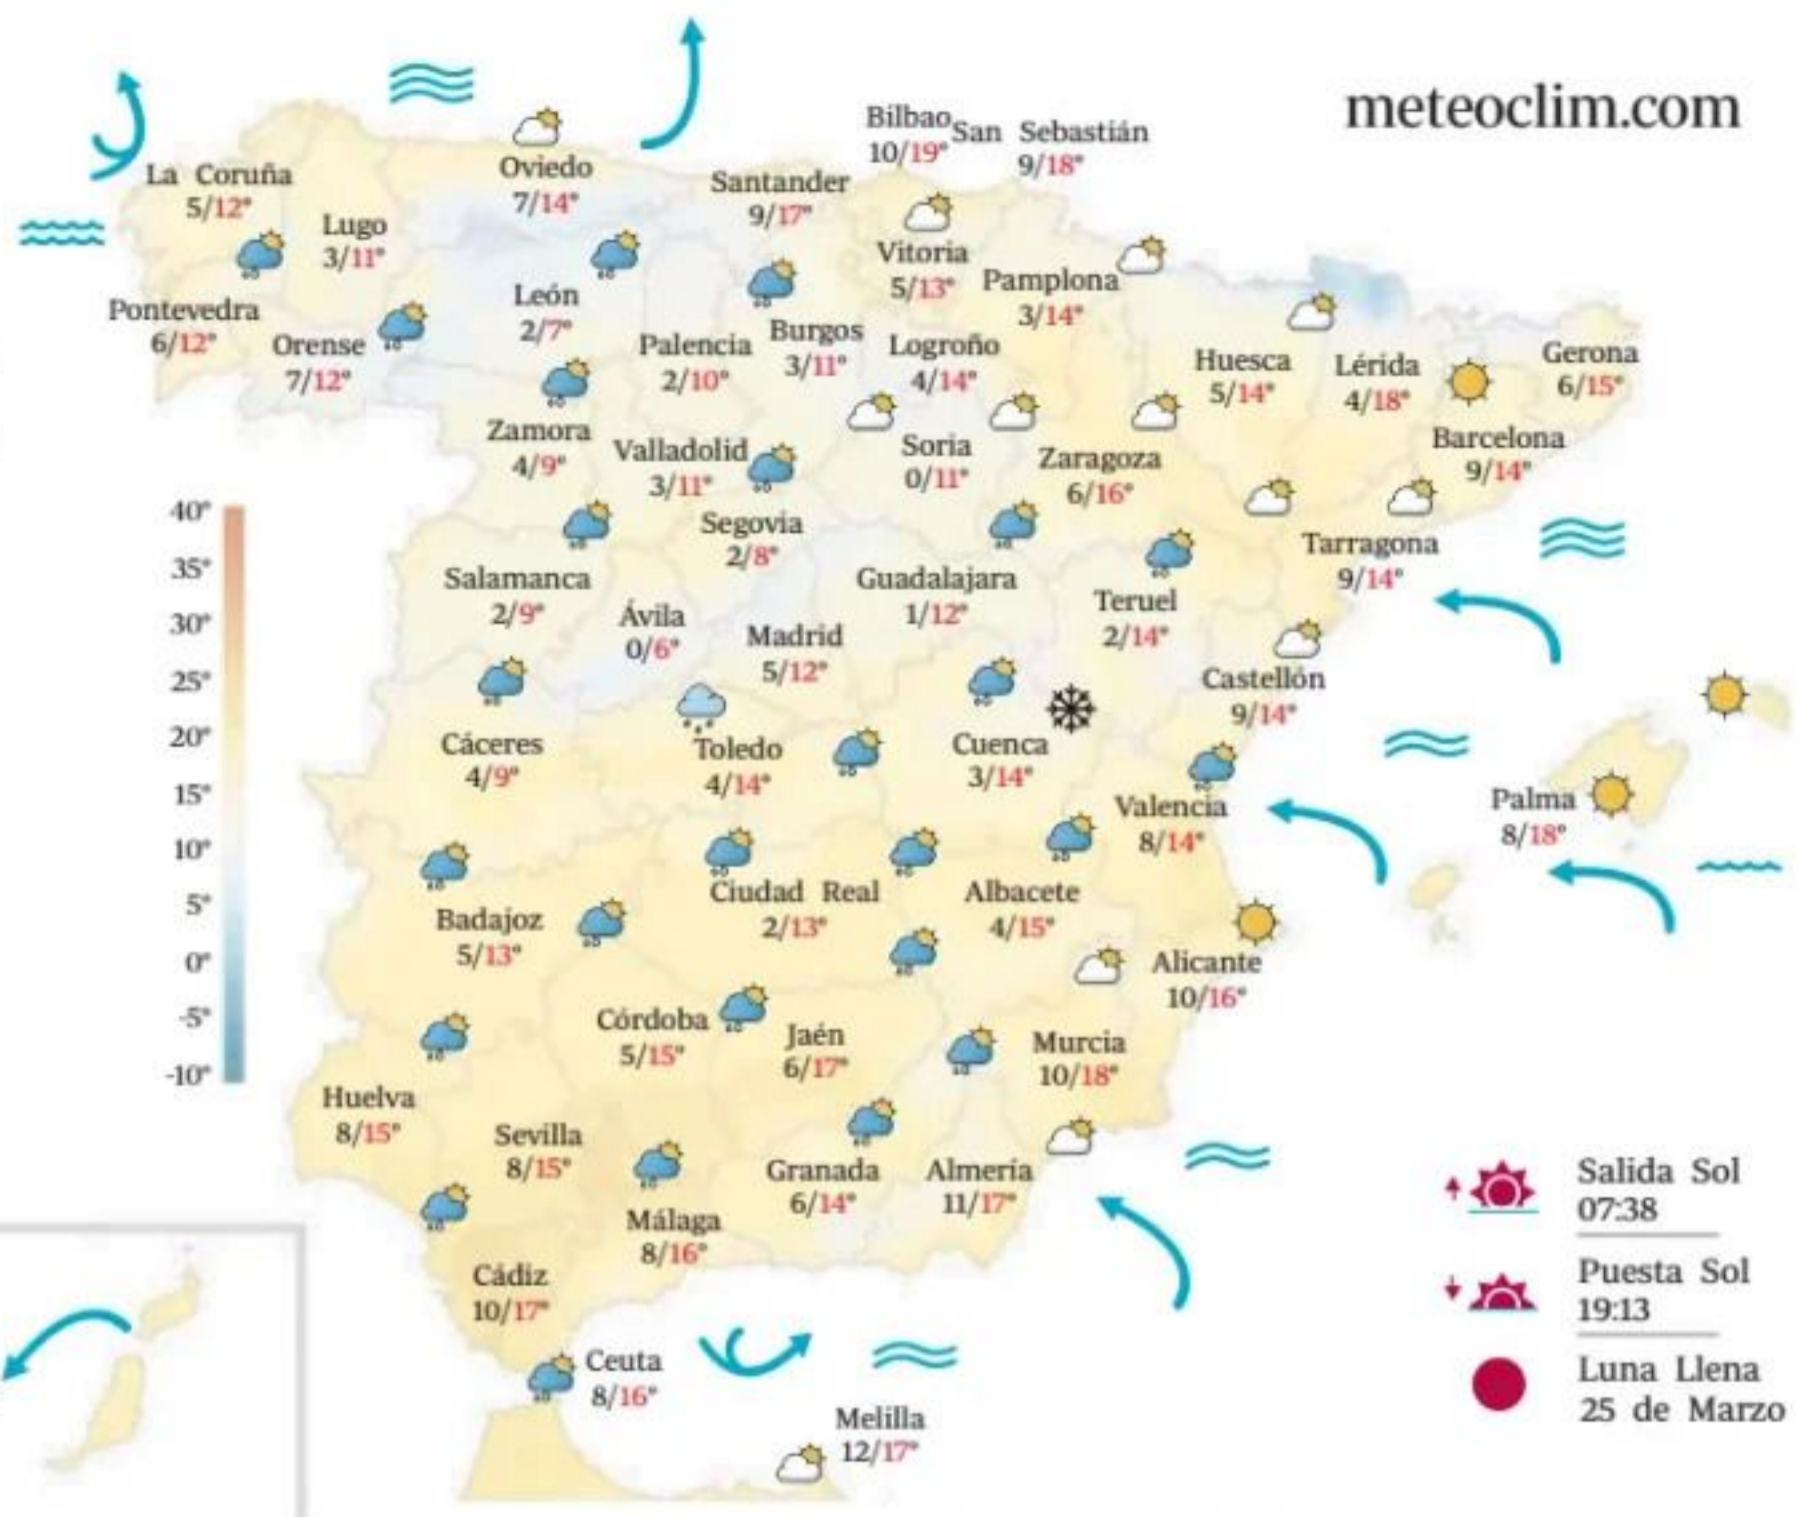 meteoclim.com
Bilbao
10/19°
San Sebastián
9/18°
La Coruña
5/12°
Oviedo
7/14°
Santander
9/17°
Lugo
3/11°
Vitoria
5/13°
Pamplona
3/14°
Pontevedra
6/12°
Orense
7/12°
León
2/7°
Palencia
2/10°
Burgos
3/11°
Logroño
4/14°
Huesca
5/14°
Lérida
4/18°
Gerona
6/15°
Zamora
4/9°
Valladolid
3/11°
Soria
0/11°
Zaragoza
6/16°
Barcelona
9/14°
Segovia
2/8°
Tarragona
9/14°
Salamanca
2/9°
Ávila
0/6°
Madrid
5/12°
Guadalajara
1/12°
Teruel
2/14°
Castellón
9/14°
Cáceres
4/9°
Toledo
4/14°
Cuenca
3/14°
Valencia
8/14°
Palma
8/18°
Badajoz
5/13°
Ciudad Real
2/13°
Albacete
4/15°
Alicante
10/16°
Córdoba
5/15°
Jaén
6/17°
Murcia
10/18°
Huelva
8/15°
Sevilla
8/15°
Granada
6/14°
Almería
11/17°
Málaga
8/16°
Cádiz
10/17°
Ceuta
8/16°
Melilla
12/17°
40°
35°
30°
25°
20°
15°
10°
5°
0°
-5°
-10°
Salida Sol
07:38
Puesta Sol
19:13
Luna Llena
25 de Marzo